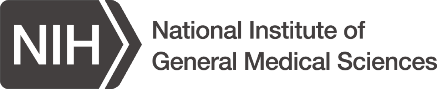 NIH
National Institute of
General Medical Sciences